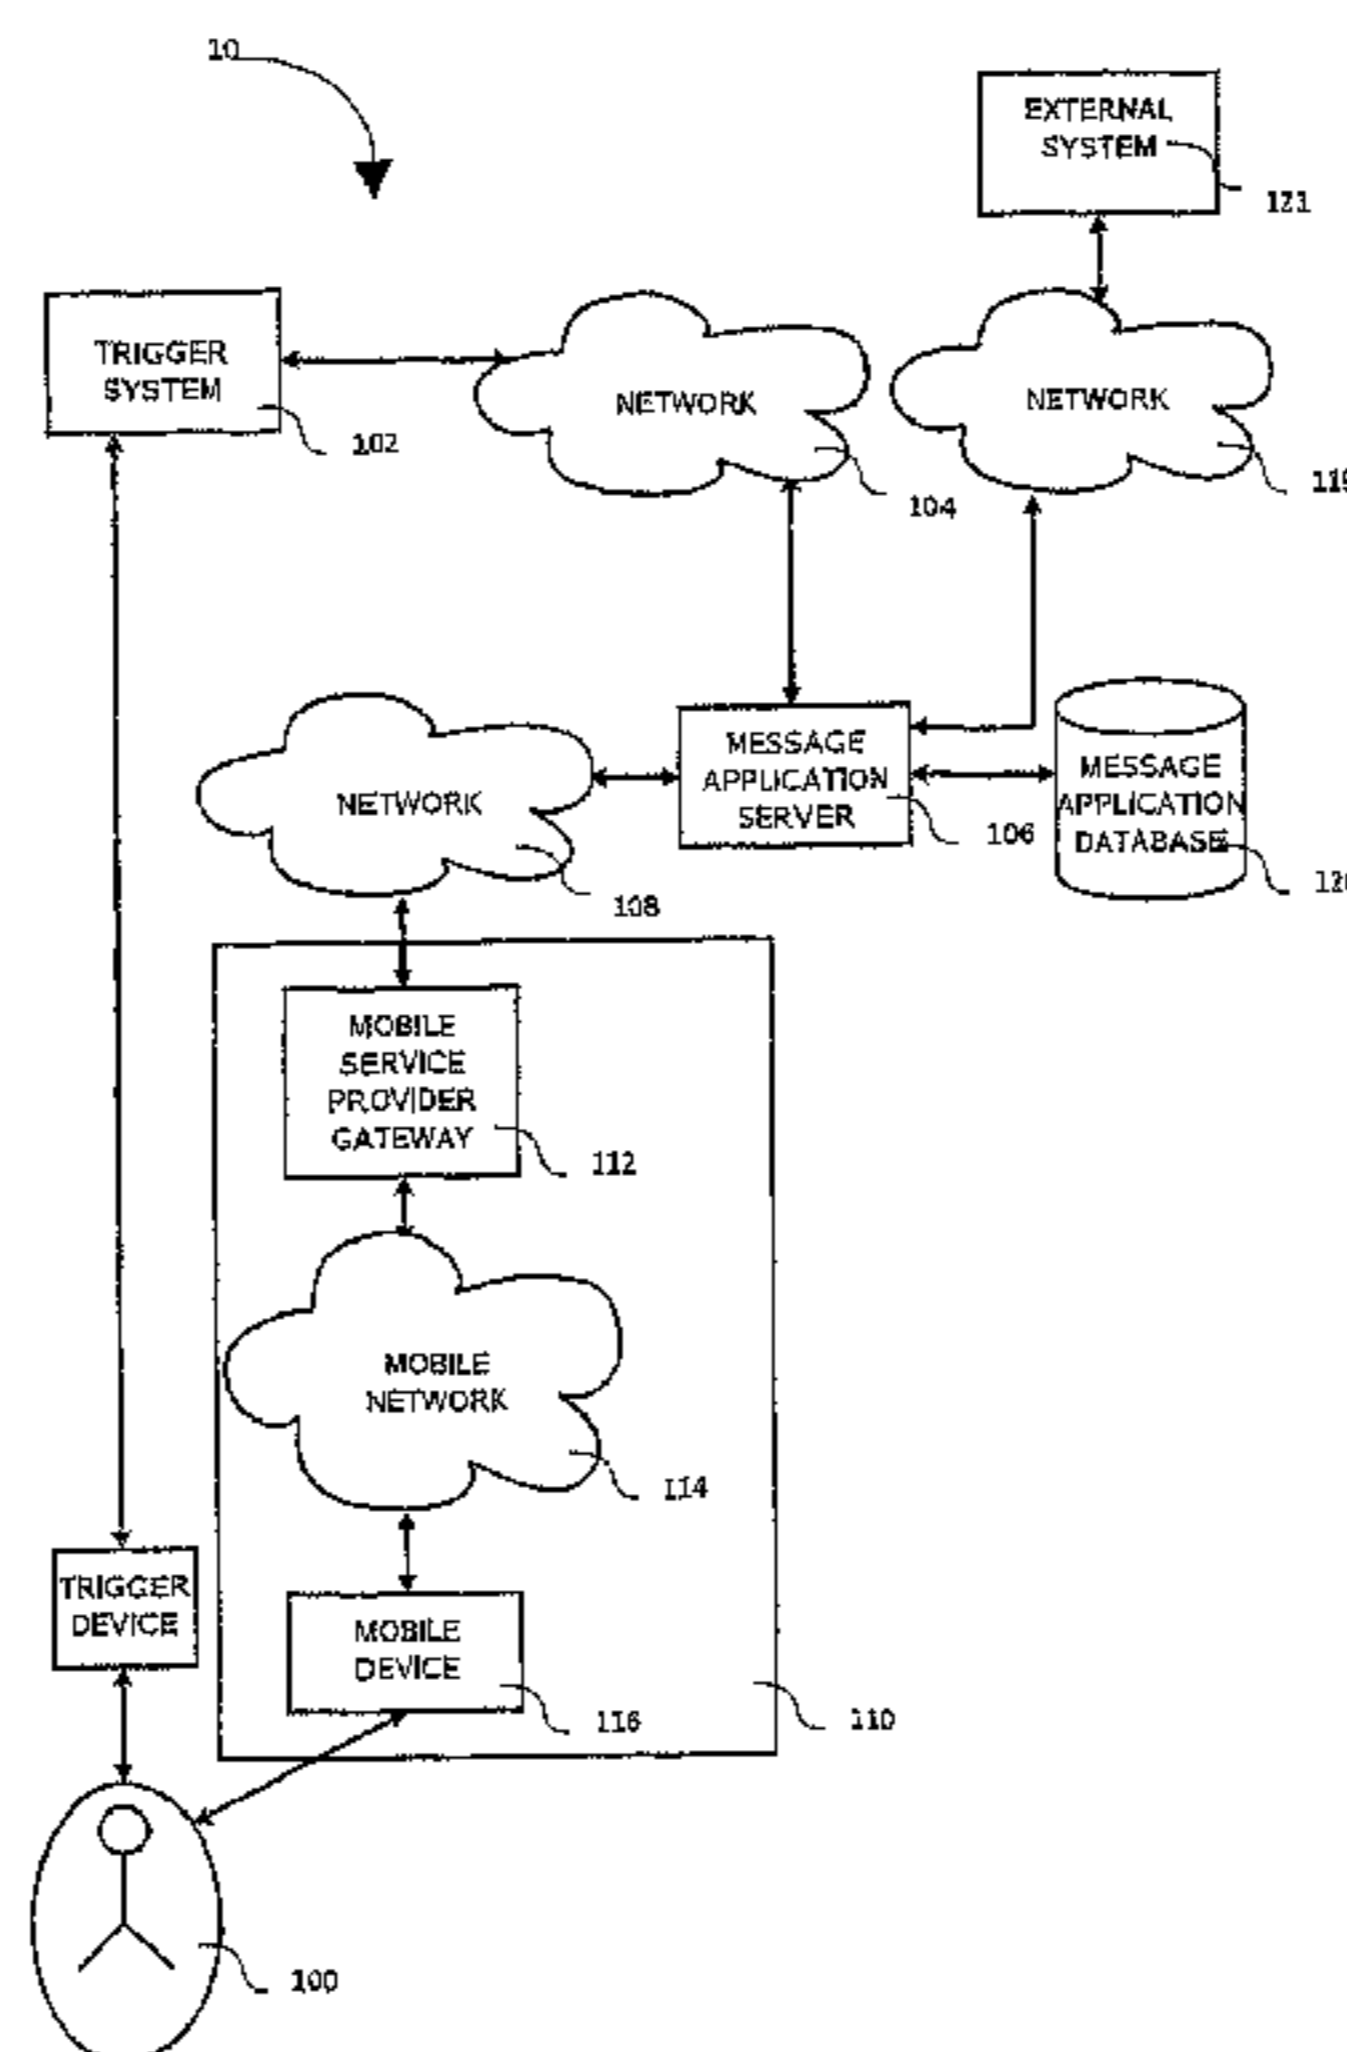 10
EXTERNAL
SYSTEM
121
TRIGGER
SYSTEM
102
NETWORK
104
NETWORK
MESSAGE
APPLICATION
SERVER
106
MESSAGE
APPLICATION
DATABASE
NETWORK
108
MOBILE
SERVICE
PROVIDER
GATEWAY
112
MOBILE
NETWORK
114
TRIGGER
DEVICE
MOBILE
DEVICE
116
110
100